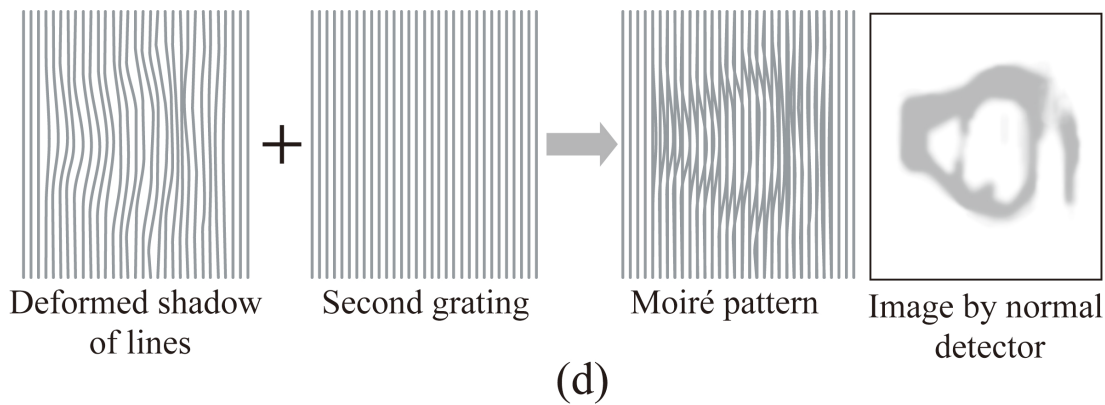 Deformed shadow
of lines
+
Second grating
Moiré pattern
Image by normal
detector
(d)